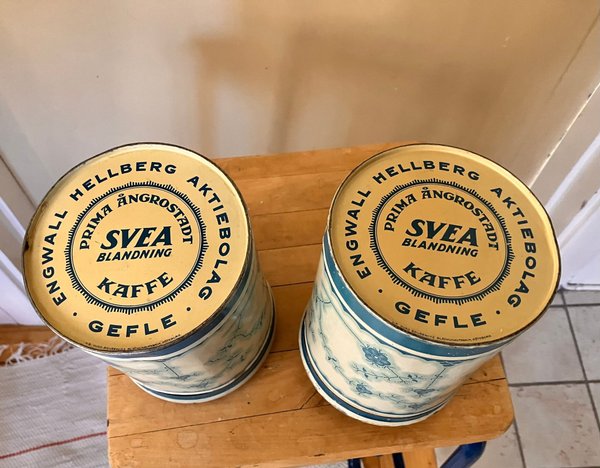 ENGWALL HELLBERG AKTIEBOLAG
PRIMA ÅNGROSTADT
SVEA
BLANDNING
KAFFE
· GEFLE ·
ENGWALL HELLBERG AKTIEBOLAG
PRIMA ÅNGROSTADT
SVEA
BLANDNING
KAFFE
· GEFLE ·